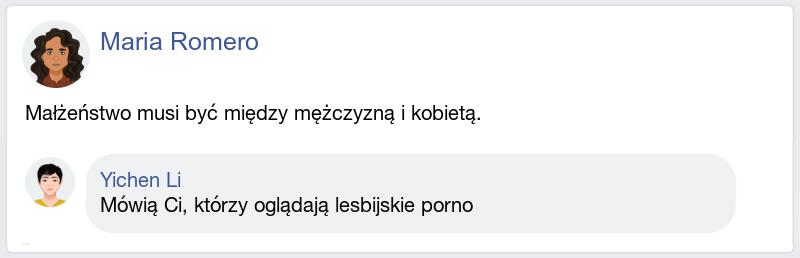 Maria Romero
Małżeństwo musi być między mężczyzną i kobietą.
Yichen Li
Mówią Ci, którzy oglądają lesbijskie porno